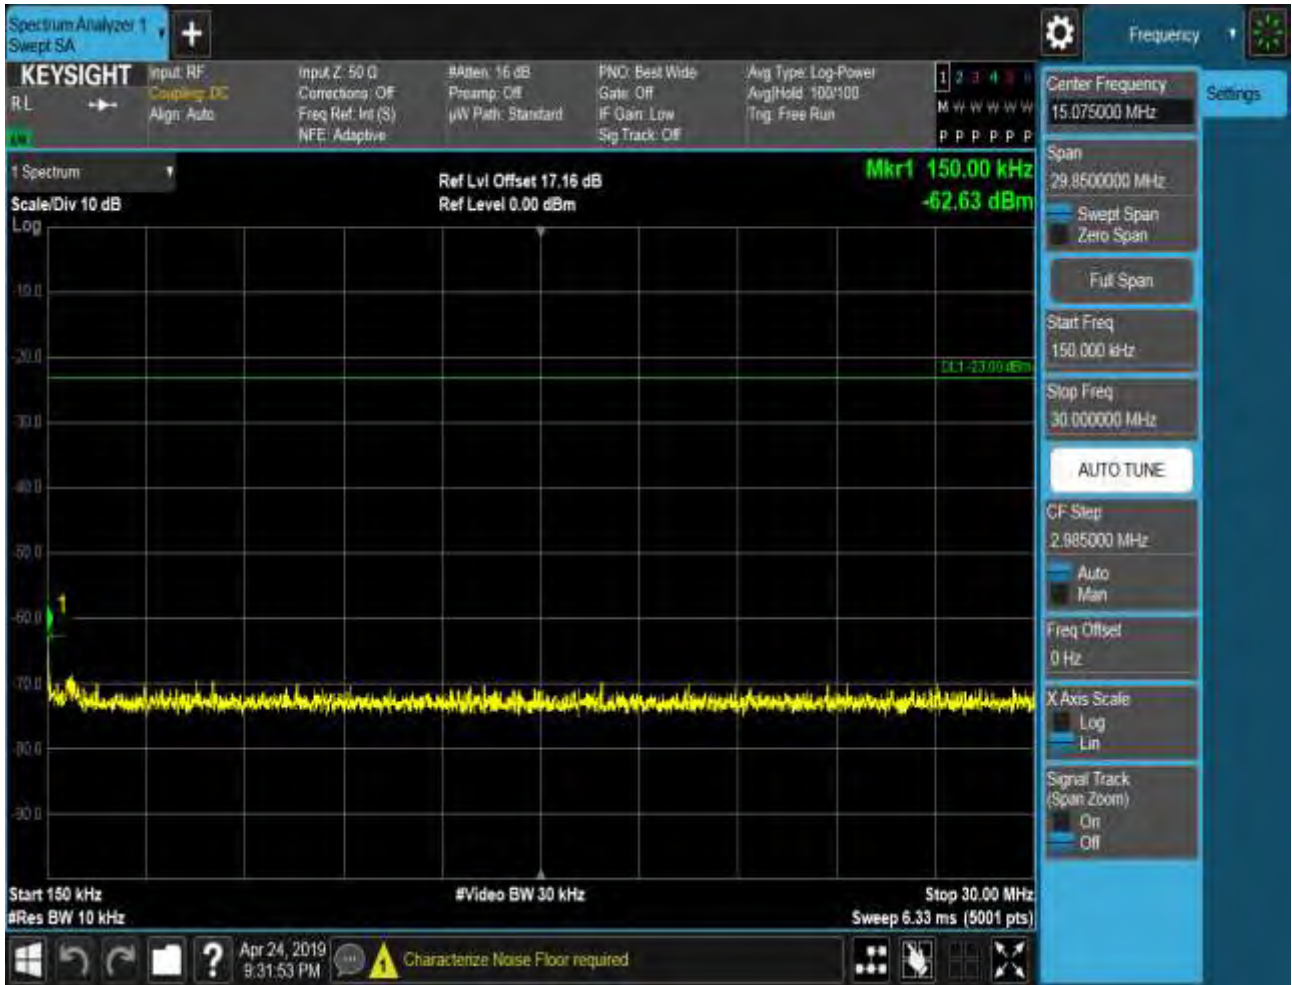 Spectrum Analyzer 1
Swept SA
+
Frequency
KEYSIGHT
RL
Input: RF
Coupling: DC
Align: Auto
Input Z: 50 Ω
Corrections: Off
Freq Ref: Int (S)
NFE: Adaptive
#Atten: 16 dB
Preamp: Off
µW Path: Standard
PNO: Best Wide
Gate: Off
IF Gain: Low
Sig Track: Off
Avg Type: Log-Power
Avg|Hold: 100/100
Trig: Free Run
1 2 3 4 5 6
M W W W W W
P P P P P P
1 Spectrum
Scale/Div 10 dB
Log
Ref Lvl Offset 17.16 dB
Ref Level 0.00 dBm
Mkr1 150.00 kHz
-62.63 dBm
-10.0
-20.0
-30.0
-40.0
-50.0
-60.0
-70.0
-80.0
-90.0
DL1 -23.00 dBm
1
Start 150 kHz
#Res BW 10 kHz
#Video BW 30 kHz
Stop 30.00 MHz
Sweep 6.33 ms (5001 pts)
Center Frequency
15.075000 MHz
Settings
Span
29.8500000 MHz
Swept Span
Zero Span
Full Span
Start Freq
150.000 kHz
Stop Freq
30.000000 MHz
AUTO TUNE
CF Step
2.985000 MHz
Auto
Man
Freq Offset
0 Hz
X Axis Scale
Log
Lin
Signal Track
(Span Zoom)
On
Off
?
Apr 24, 2019
9:31:53 PM
1
Characterize Noise Floor required